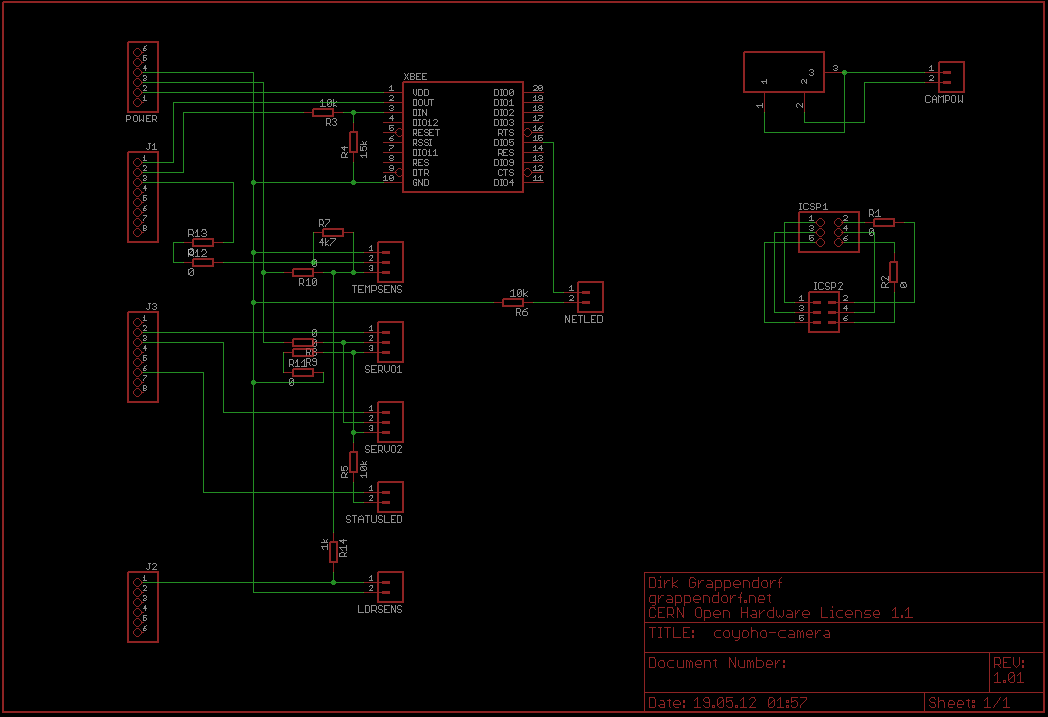 6
5
4
3
2
1
POWER
XBEE
1 VDD DIO0 20
2 DOUT DIO1 19
3 DIN DIO2 18
4 DIO12 DIO3 17
5 RESET RTS 16
6 RSSI DIO5 15
7 DIO11 RES 14
8 RES DIO9 13
9 DTR CTS 12
10 GND DIO4 11
10k
R3
R4
15k
1
2
3
3
1
2
1
2
CAMPOW
J1
1
2
3
4
5
6
7
8
R13
0
R12
0
R7
4k7
0
R10
1
2
3
TEMPSENS
ICSP1
1 2
3 4
5 6
R1
0
R2
0
ICSP2
1 2
3 4
5 6
10k
R6
1
2
NETLED
J3
1
2
3
4
5
6
7
8
0
0
R8
R11
R9
0
1
2
3
SERVO1
1
2
3
SERVO2
R5
10k
1
2
STATUSLED
1k
R14
J2
1
2
3
4
5
6
1
2
LDRSENS
Dirk Grappendorf
grappendorf.net
CERN Open Hardware License 1.1
TITLE: coyoho-camera
Document Number:
REV:
1.01
Date: 19.05.12 01:57
Sheet: 1/1